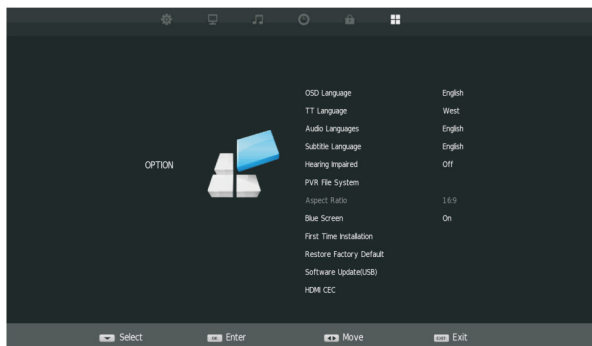 OSD Language English
TT Language West
Audio Languages English
Subtitle Language English
OPTION
Hearing Impaired Off
PVR File System
Aspect Ratio 16:9
Blue Screen On
First Time Installation
Restore Factory Default
Software Update(USB)
HDMI CEC
Select OK Enter Move EXIT Exit